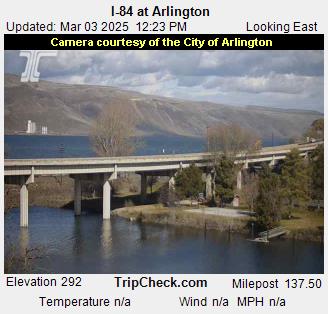 I-84 at Arlington
Updated: Mar 03 2025 12:23 PM Looking East
Camera courtesy of the City of Arlington
Elevation 292 TripCheck.com Milepost 137.50
Temperature n/a Wind n/a MPH n/a